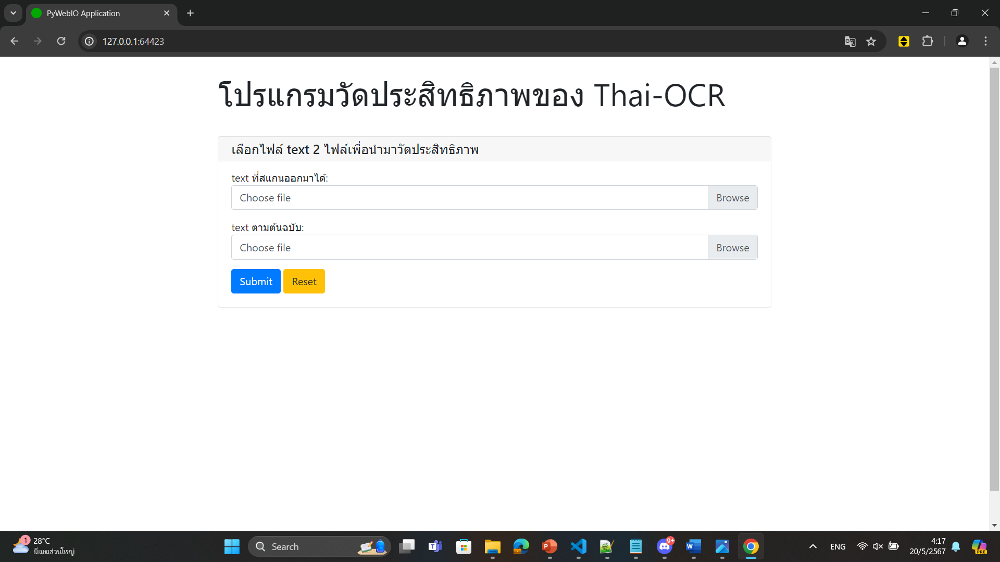 PyWebIO Application
127.0.0.1:64423
โปรแกรมวัดประสิทธิภาพของ Thai-OCR
เลือกไฟล์ text 2 ไฟล์เพื่อนำมาวัดประสิทธิภาพ
text ที่สแกนออกมาได้:
Choose file
Browse
text ตามต้นฉบับ:
Choose file
Browse
Submit
Reset
1
28°C
มีเมฆส่วนใหญ่
Search
9+
ENG
4:17
20/5/2567
PRE